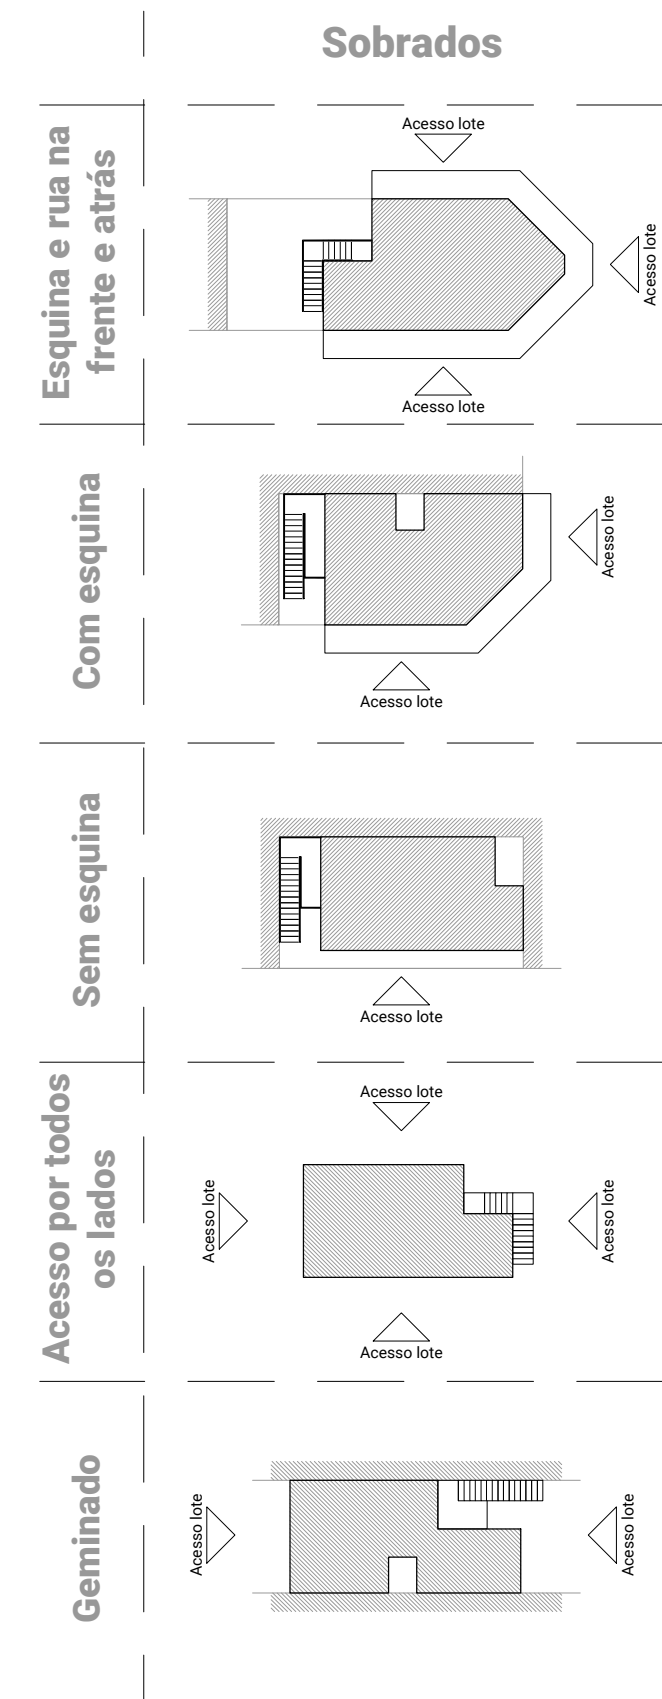 Sobrados
Esquina e rua na
frente e atrás
Acesso lote
Acesso lote
Acesso lote
Com esquina
Acesso lote
Acesso lote
Sem esquina
Acesso lote
Acesso por todos
os lados
Acesso lote
Acesso lote
Acesso lote
Acesso lote
Geminado
Acesso lote
Acesso lote